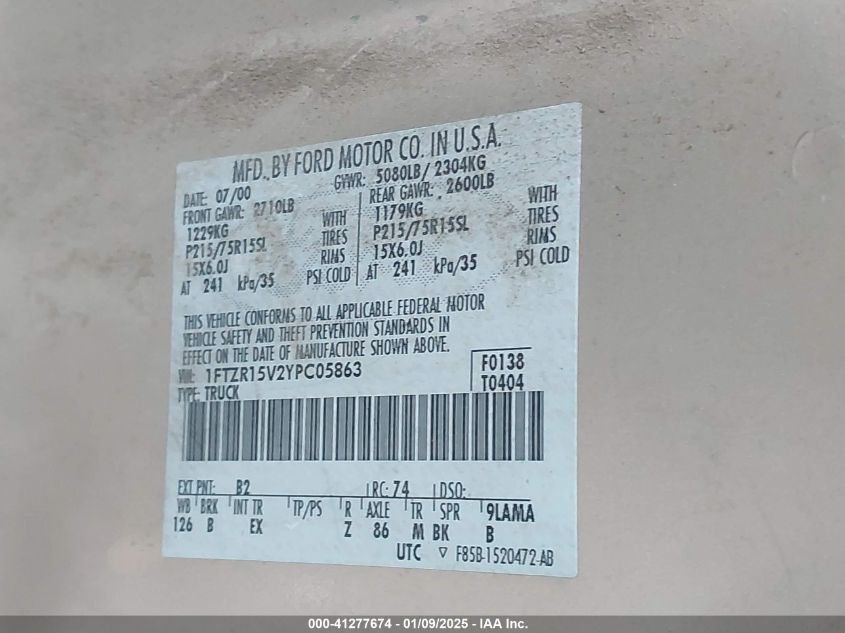 MFD. BY FORD MOTOR CO. IN U.S.A.
DATE: 07/00 GVWR: 5080LB/ 2304KG
FRONT GAWR: 2710LB REAR GAWR: 2600LB
1229KG WITH 1179KG WITH
P215/75R15SL TIRES P215/75R15SL TIRES
15X6.0J RIMS 15X6.0J RIMS
AT 241 kPa/35 PSI COLD AT 241 kPa/35 PSI COLD
THIS VEHICLE CONFORMS TO ALL APPLICABLE FEDERAL MOTOR
VEHICLE SAFETY AND THEFT PREVENTION STANDARDS IN
EFFECT ON THE DATE OF MANUFACTURE SHOWN ABOVE.
VIN: 1FTZR15V2YPC05863 F0138
TYPE: TRUCK T0404
EXT PNT: B2 RC: 74 DSO:
WB BRK INT TR TP/PS R AXLE TR SPR 9LAMA
126 B EX Z 86 M BK B
UTC ▽ F85B-1520472-AB
000-41277674 - 01/09/2025 - IAA Inc.